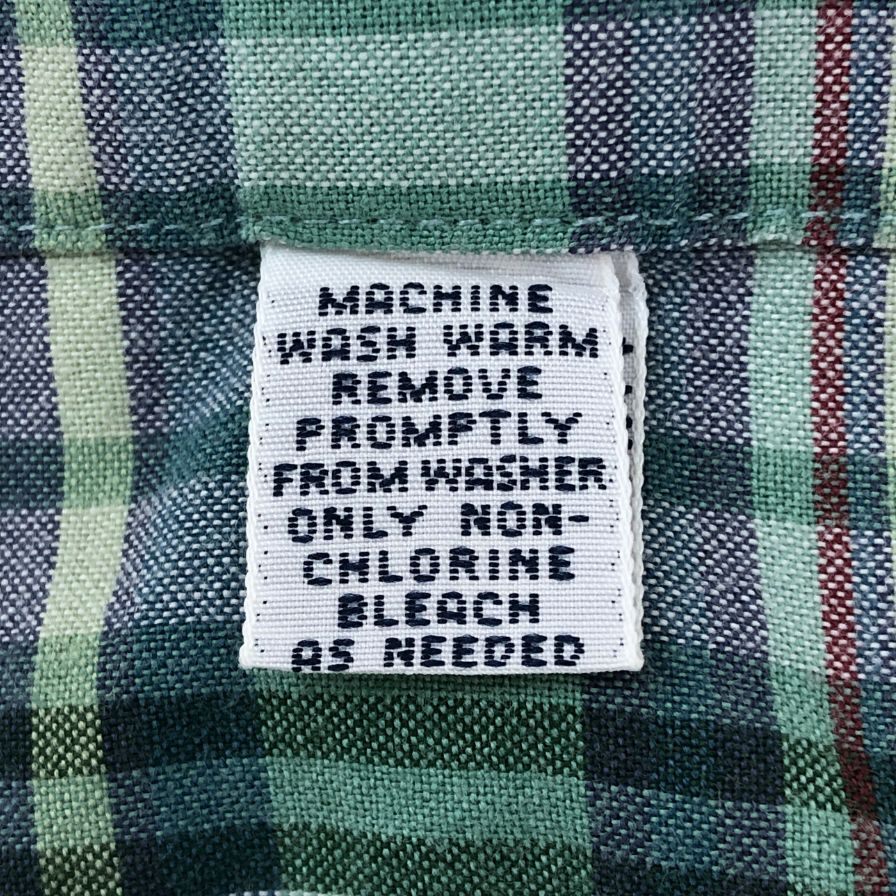 MACHINE
WASH WARM
REMOVE
PROMPTLY
FROM WASHER
ONLY NON-
CHLORINE
BLEACH
AS NEEDED